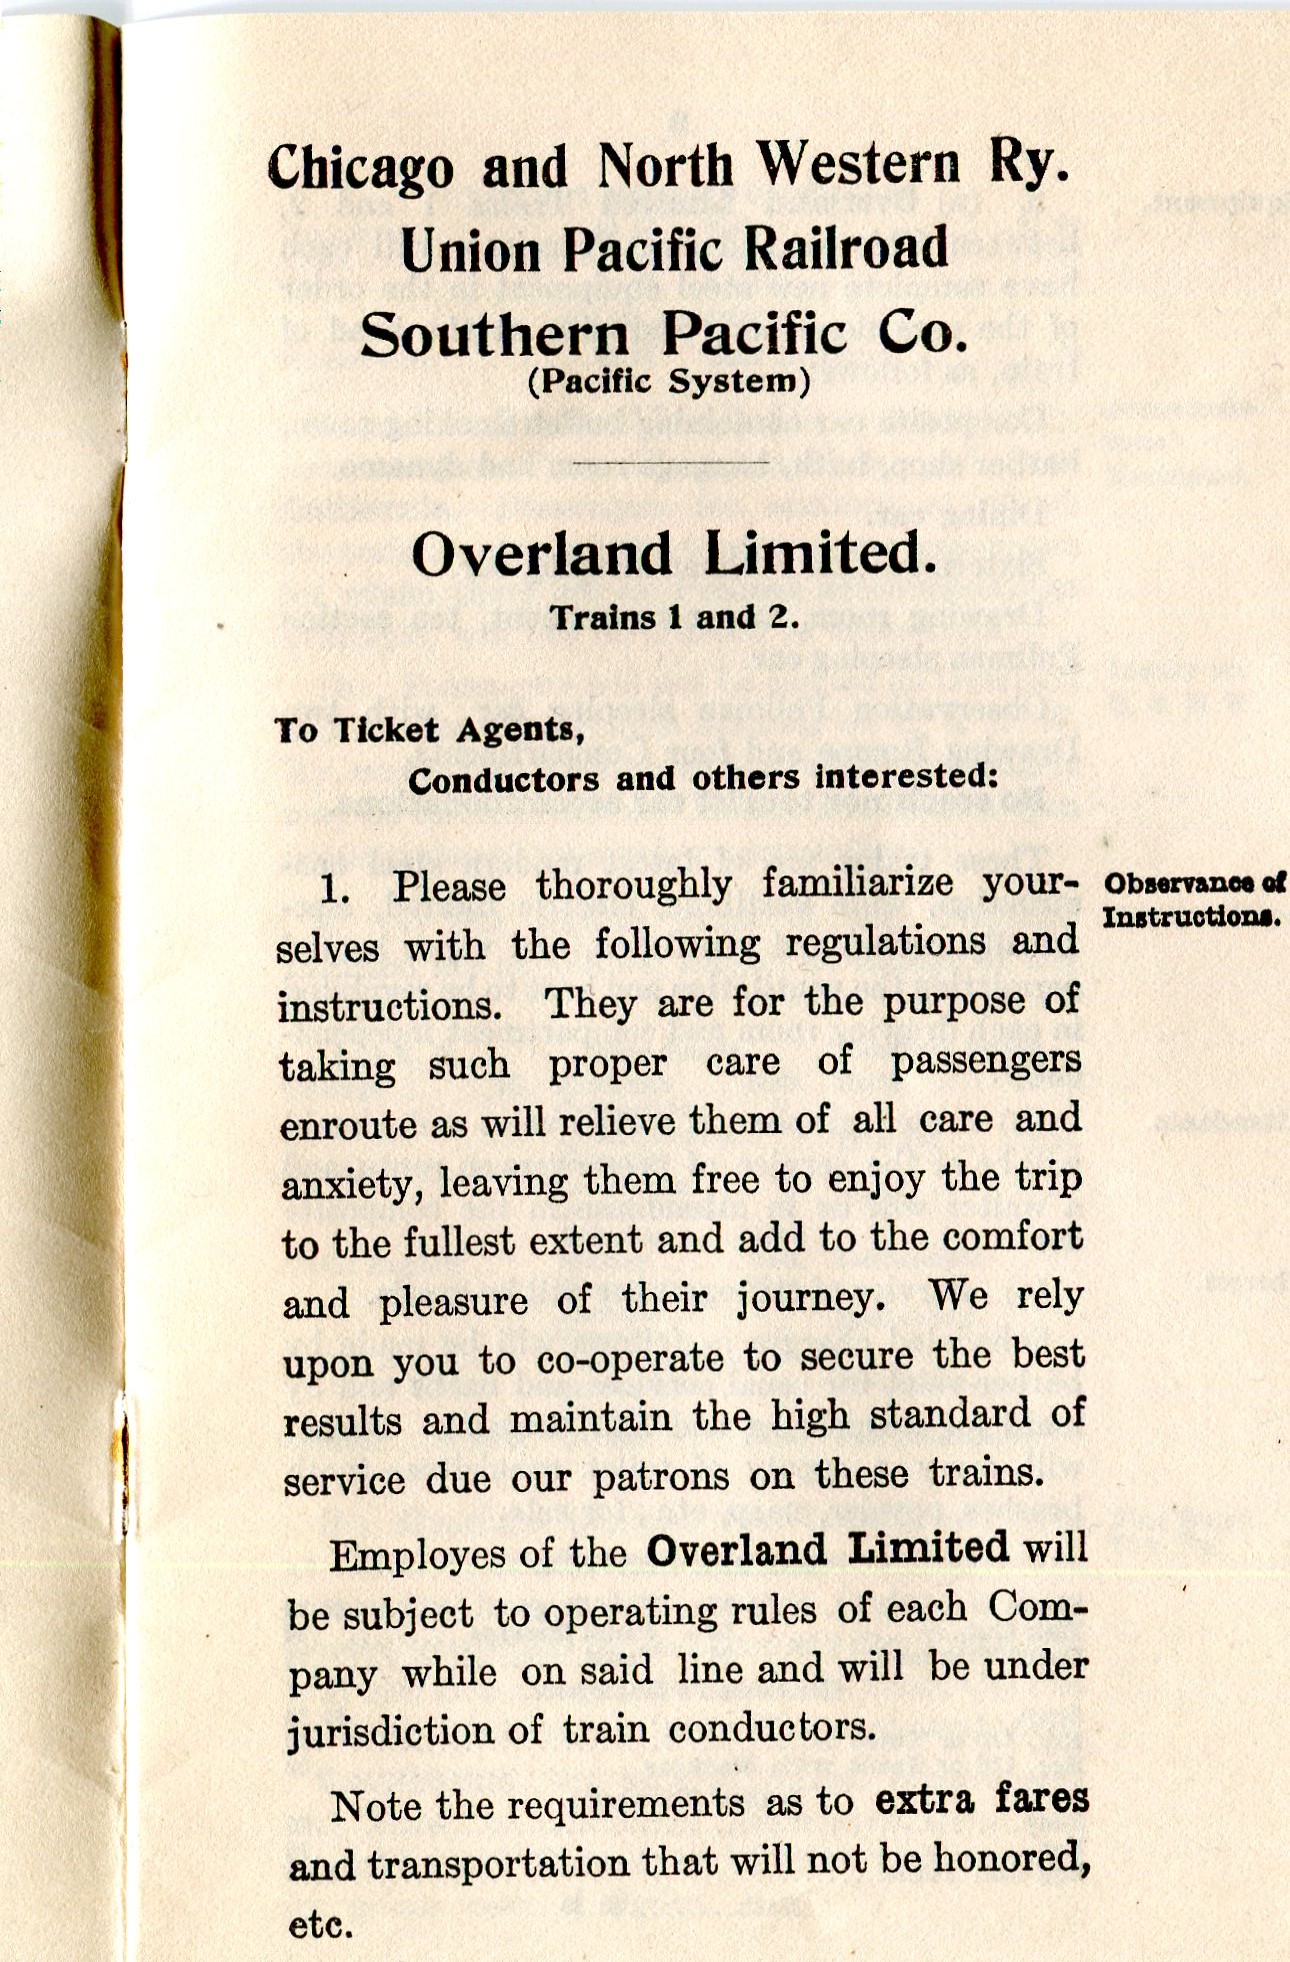 Chicago and North Western Ry.
Union Pacific Railroad
Southern Pacific Co.
(Pacific System)
Overland Limited.
Trains 1 and 2.
To Ticket Agents,
Conductors and others interested:
1. Please thoroughly familiarize your-
selves with the following regulations and
instructions. They are for the purpose of
taking such proper care of passengers
enroute as will relieve them of all care and
anxiety, leaving them free to enjoy the trip
to the fullest extent and add to the comfort
and pleasure of their journey. We rely
upon you to co-operate to secure the best
results and maintain the high standard of
service due our patrons on these trains.
Observance of
Instructions.
Employes of the Overland Limited will
be subject to operating rules of each Com-
pany while on said line and will be under
jurisdiction of train conductors.
Note the requirements as to extra fares
and transportation that will not be honored,
etc.